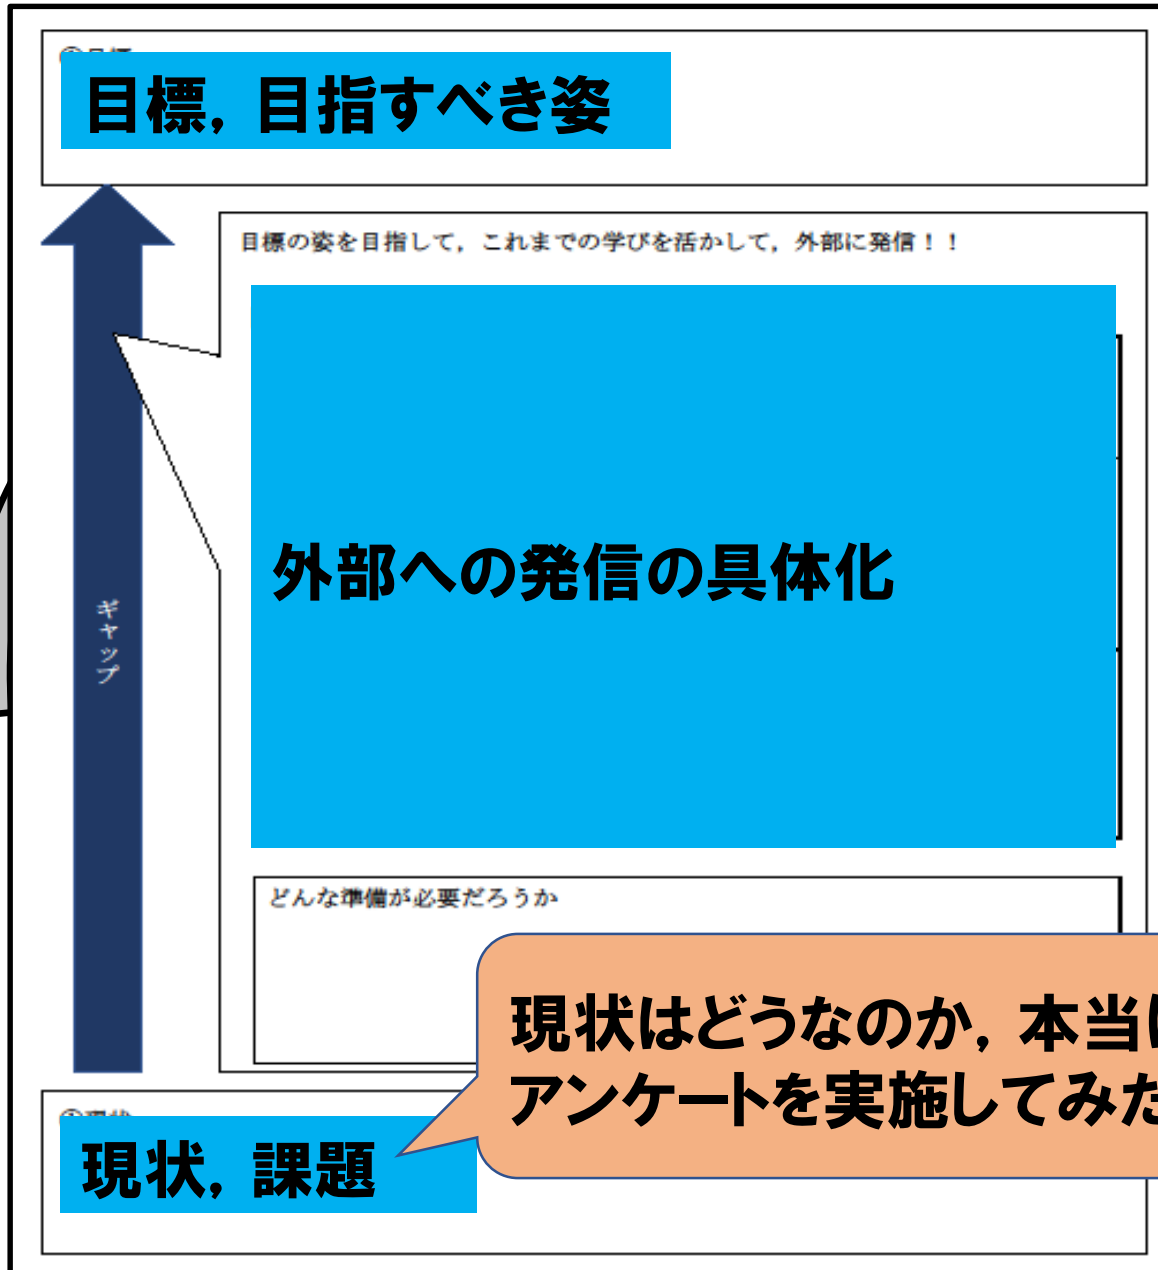 目標，目指すべき姿
目標の姿を目指して，これまでの学びを活かして，外部に発信！！
外部への発信の具体化
ギャップ
どんな準備が必要だろうか
現状はどうなのか，本当に
アンケートを実施してみた
現状，課題